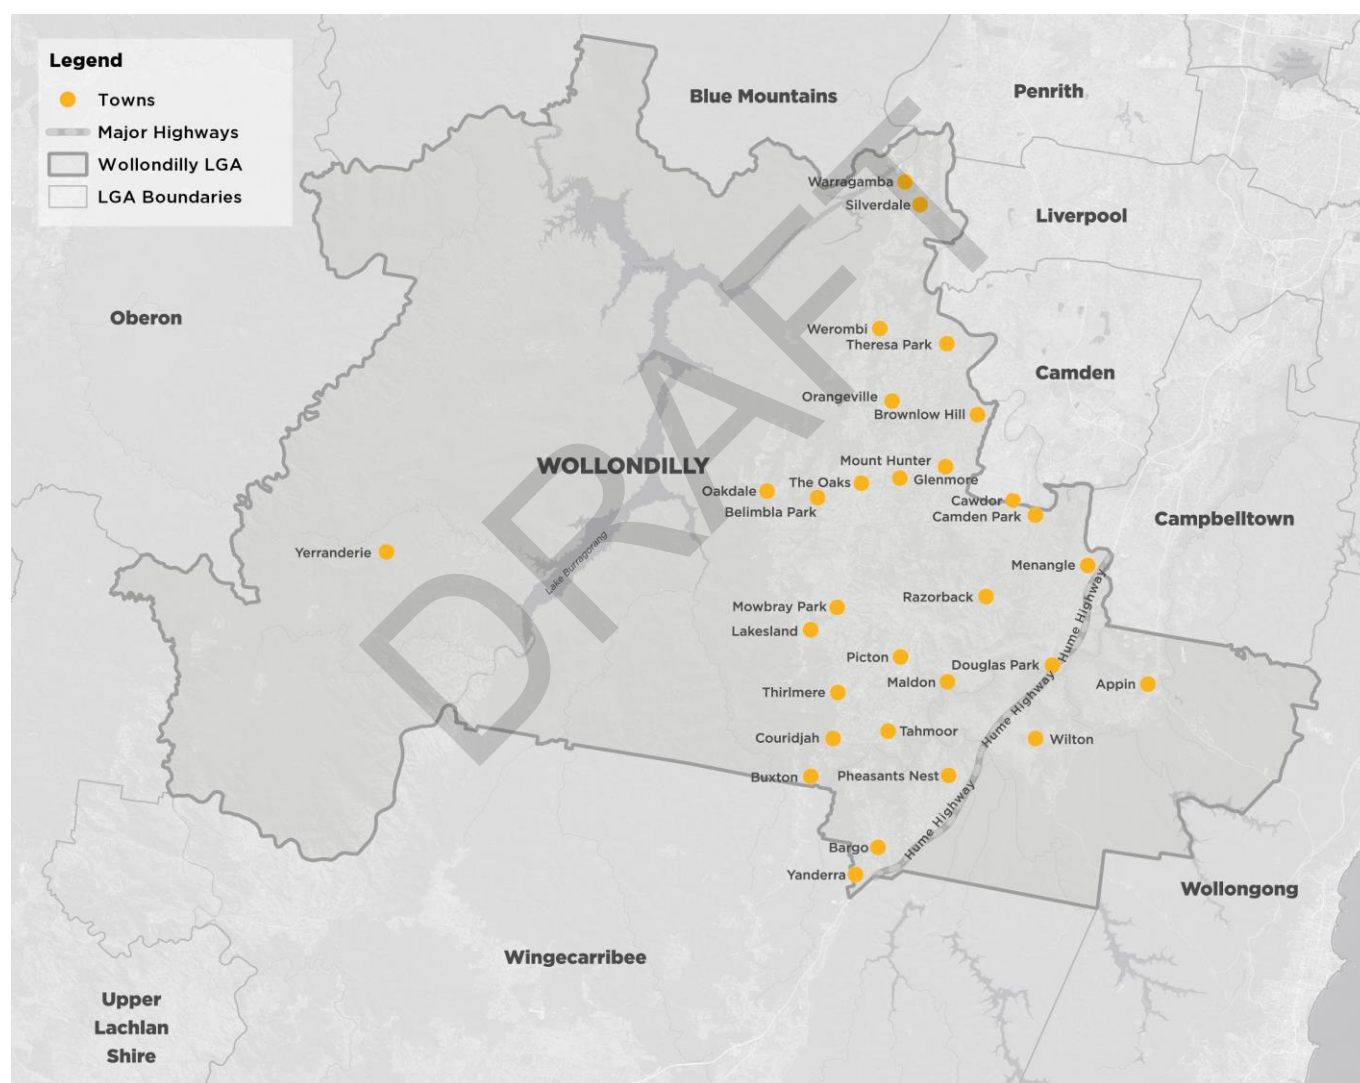 Legend
Towns
Major Highways
Wollondilly LGA
LGA Boundaries
Blue Mountains
Penrith
Warragamba
Silverdale
Liverpool
Oberon
Werombi
Theresa Park
Camden
Orangeville
Brownlow Hill
WOLLONDILLY
Mount Hunter
Glenmore
The Oaks
Oakdale
Belimbla Park
Cawdor
Camden Park
Campbelltown
Yerranderie
Lake Burragorang
Menangle
Razorback
Hume Highway
Mowbray Park
Lakesland
Picton
Douglas Park
Maldon
Appin
Thirlmere
Hume Highway
Couridjah
Tahmoor
Wilton
Buxton
Pheasants Nest
Hume Highway
Bargo
Yanderra
Wollongong
Wingecarribee
Upper
Lachlan
Shire
DRAFT